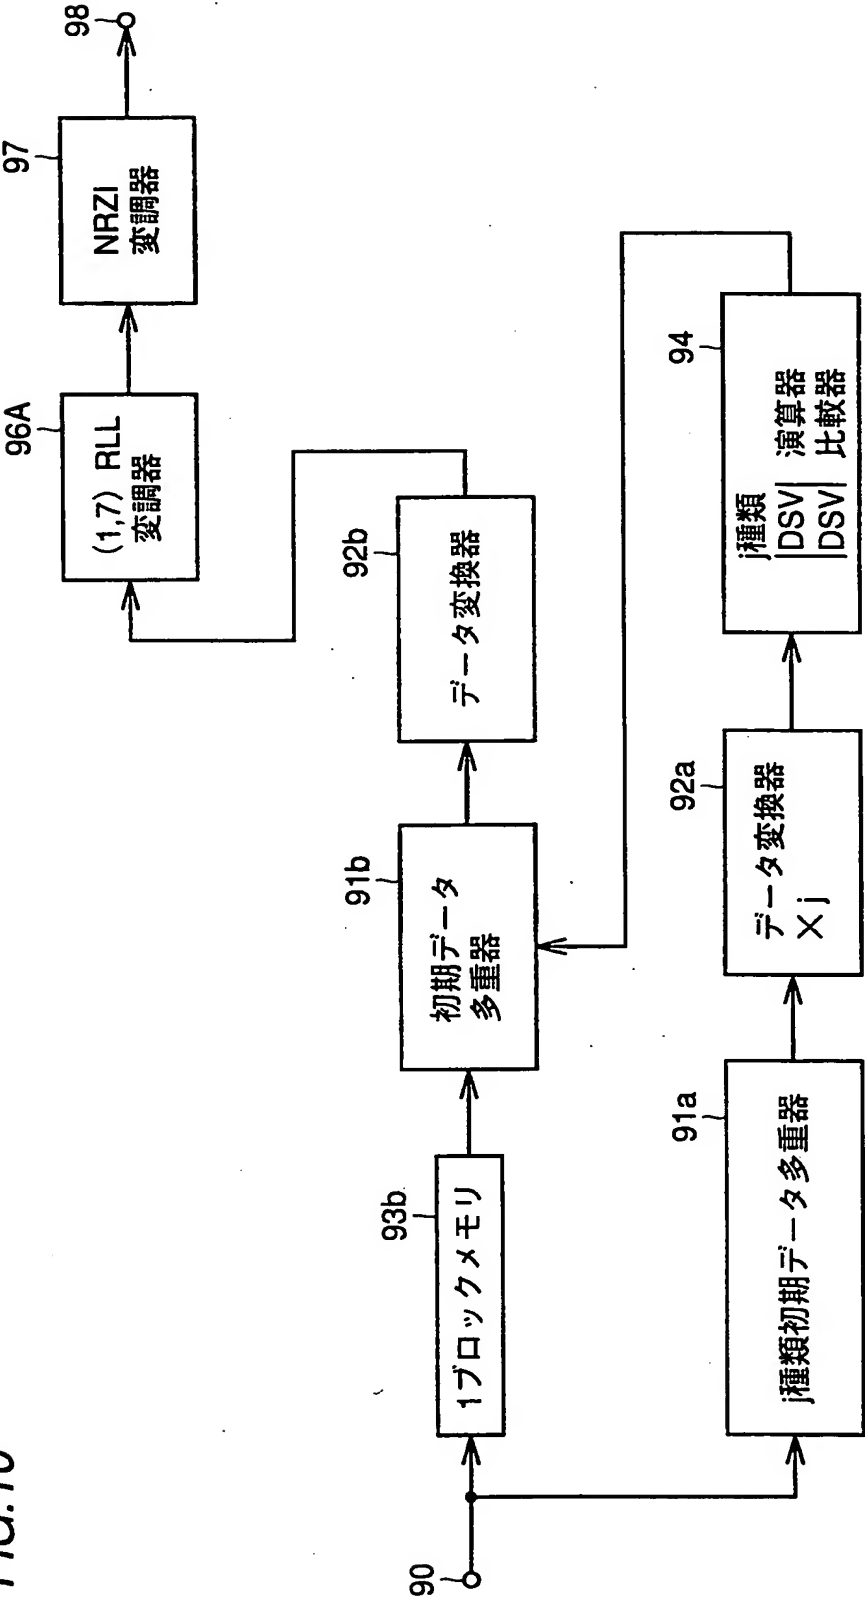 98
97
NRZI
変調器
96A
(1,7) RLL
変調器
92b
データ変換器
91b
初期データ
多重器
93b
1ブロックメモリ
94
j種類
|DSV| 演算器
|DSV| 比較器
92a
データ変換器
×j
91a
j種類初期データ多重器
90